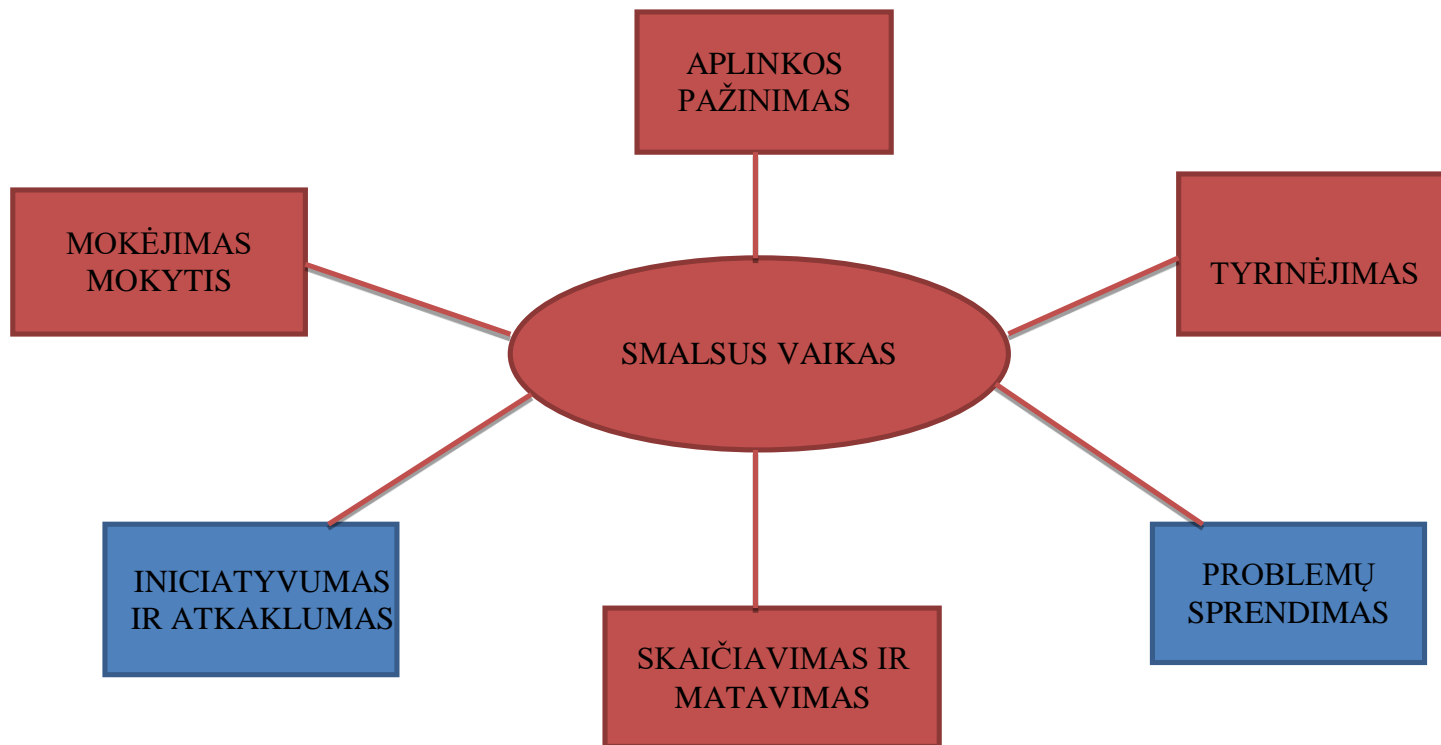 APLINKOS
PAŽINIMAS
MOKĖJIMAS
MOKYTIS
TYRINĖJIMAS
SMALSUS VAIKAS
INICIATYVUMAS
IR ATKAKLUMAS
PROBLEMŲ
SPRENDIMAS
SKAIČIAVIMAS IR
MATAVIMAS